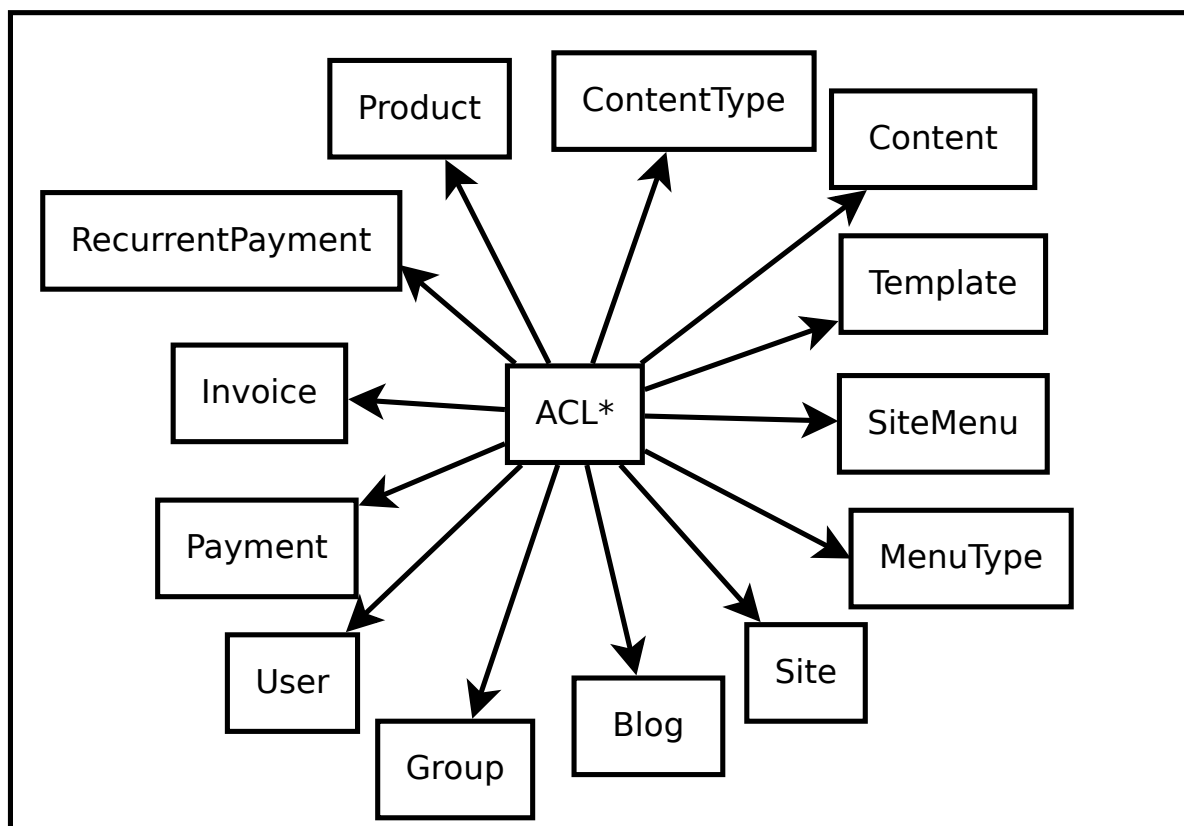 ContentType
Product
Content
RecurrentPayment
Template
Invoice
ACL*
SiteMenu
Payment
MenuType
User
Site
Blog
Group